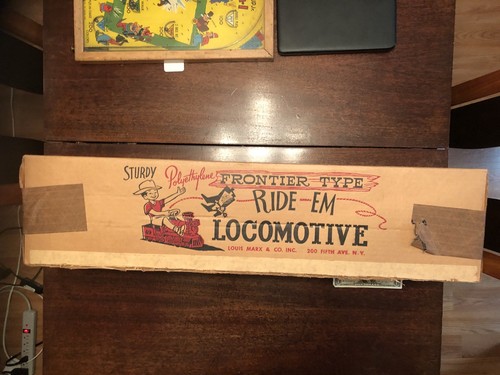 STURDY Polyethylene FRONTIER TYPE
RIDE-EM
LOCOMOTIVE
LOUIS MARX & CO. INC. 200 FIFTH AVE. N.Y.